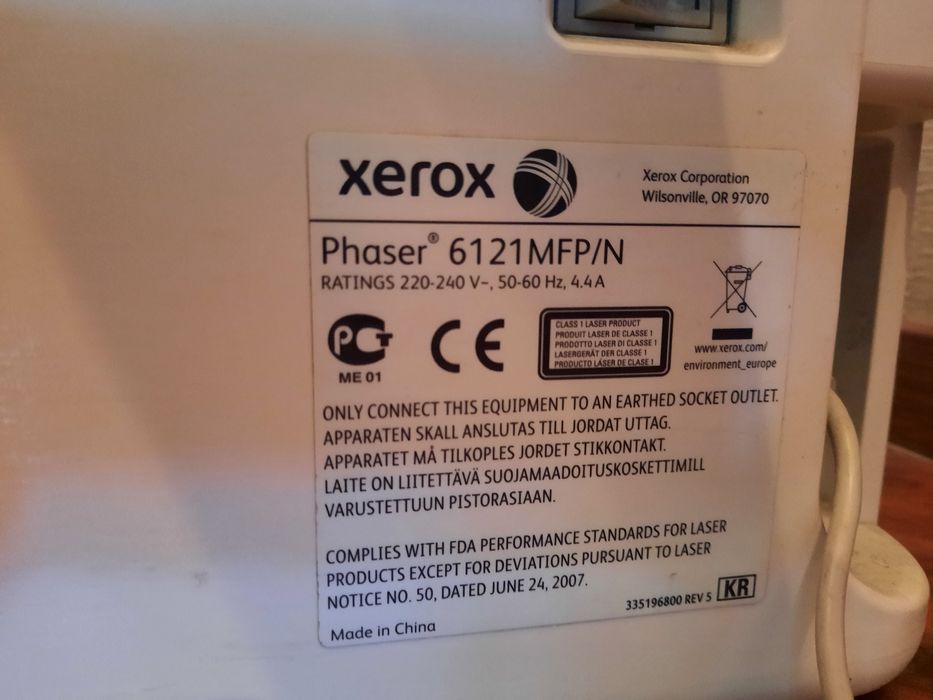 xerox
Xerox Corporation
Wilsonville, OR 97070
Phaser® 6121MFP/N
RATINGS 220-240 V~, 50-60 Hz, 4.4 A
РСТ
ME 01
CE
CLASS 1 LASER PRODUCT
PRODUIT LASER DE CLASSE 1
PRODOTTO LASER DI CLASSE 1
LASERGERÄT DER CLASSE 1
PRODUCTO LÁSER DE CLASE 1
www.xerox.com/
environment_europe
ONLY CONNECT THIS EQUIPMENT TO AN EARTHED SOCKET OUTLET.
APPARATEN SKALL ANSLUTAS TILL JORDAT UTTAG.
APPARATET MÅ TILKOPLES JORDET STIKKONTAKT.
LAITE ON LIITETTÄVÄ SUOJAMAADOITUSKOSKETTIMILL
VARUSTETTUUN PISTORASIAAN.
COMPLIES WITH FDA PERFORMANCE STANDARDS FOR LASER
PRODUCTS EXCEPT FOR DEVIATIONS PURSUANT TO LASER
NOTICE NO. 50, DATED JUNE 24, 2007.
335196800 REV 5 KR
Made in China